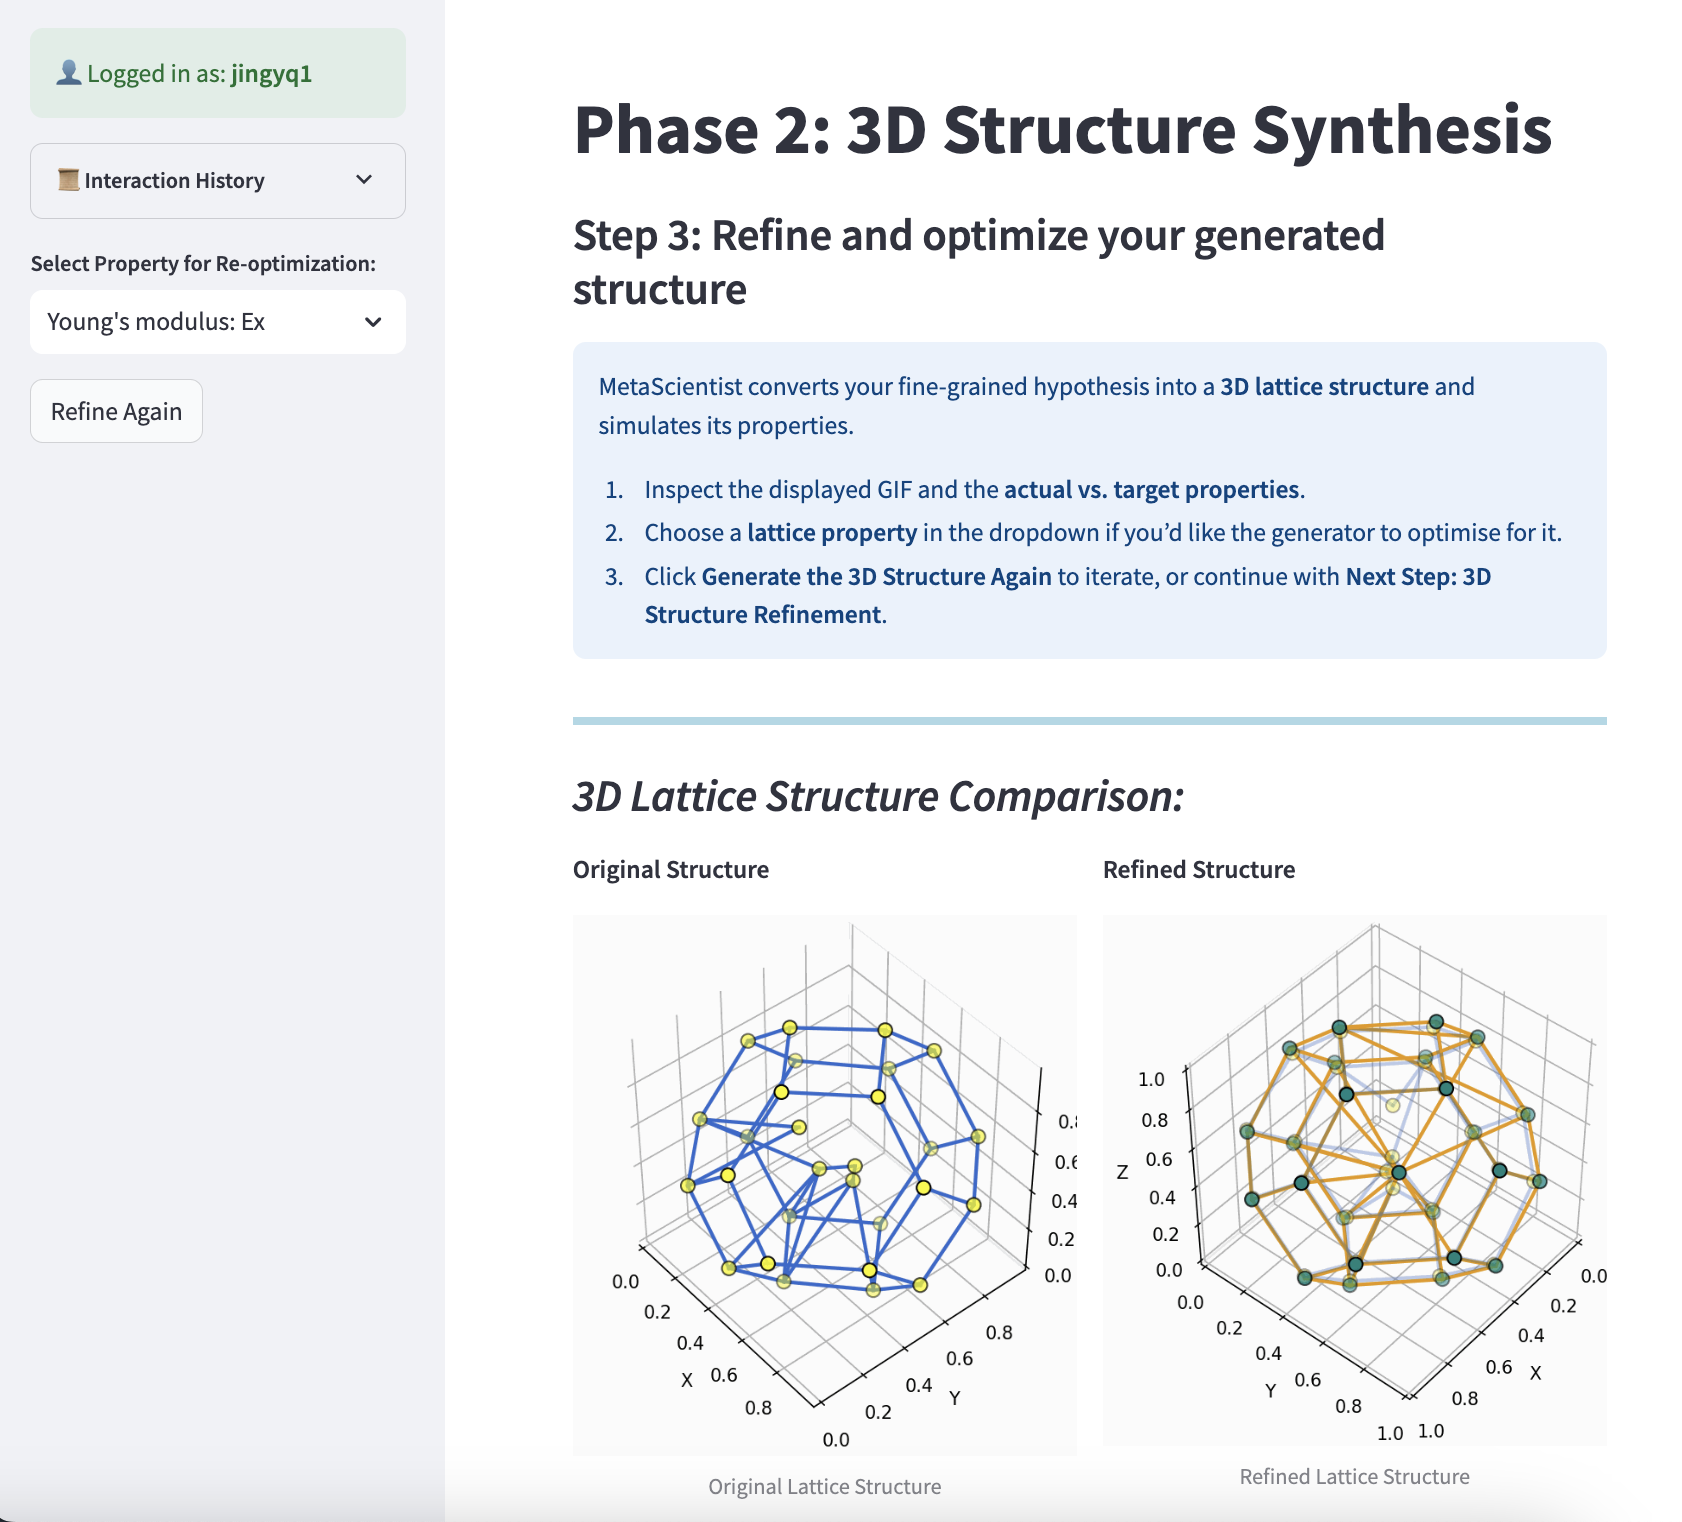 Logged in as: jingyq1
Interaction History
Select Property for Re-optimization:
Young's modulus: Ex
Refine Again
Phase 2: 3D Structure Synthesis
Step 3: Refine and optimize your generated
structure
MetaScientist converts your fine-grained hypothesis into a 3D lattice structure and
simulates its properties.
1. Inspect the displayed GIF and the actual vs. target properties.
2. Choose a lattice property in the dropdown if you’d like the generator to optimise for it.
3. Click Generate the 3D Structure Again to iterate, or continue with Next Step: 3D
Structure Refinement.
3D Lattice Structure Comparison:
Original Structure
0.6
0.4
0.2
0.0
0.0
0.2
0.4
0.6
0.8
X
0.0
0.2
0.4
0.6
0.8
Y
Original Lattice Structure
Refined Structure
1.0
0.8
0.6
0.4
0.2
0.0
Z
0.0
0.2
0.4
0.6
0.8
1.0
Y
0.0
0.2
0.4
0.6
0.8
1.0
X
Refined Lattice Structure